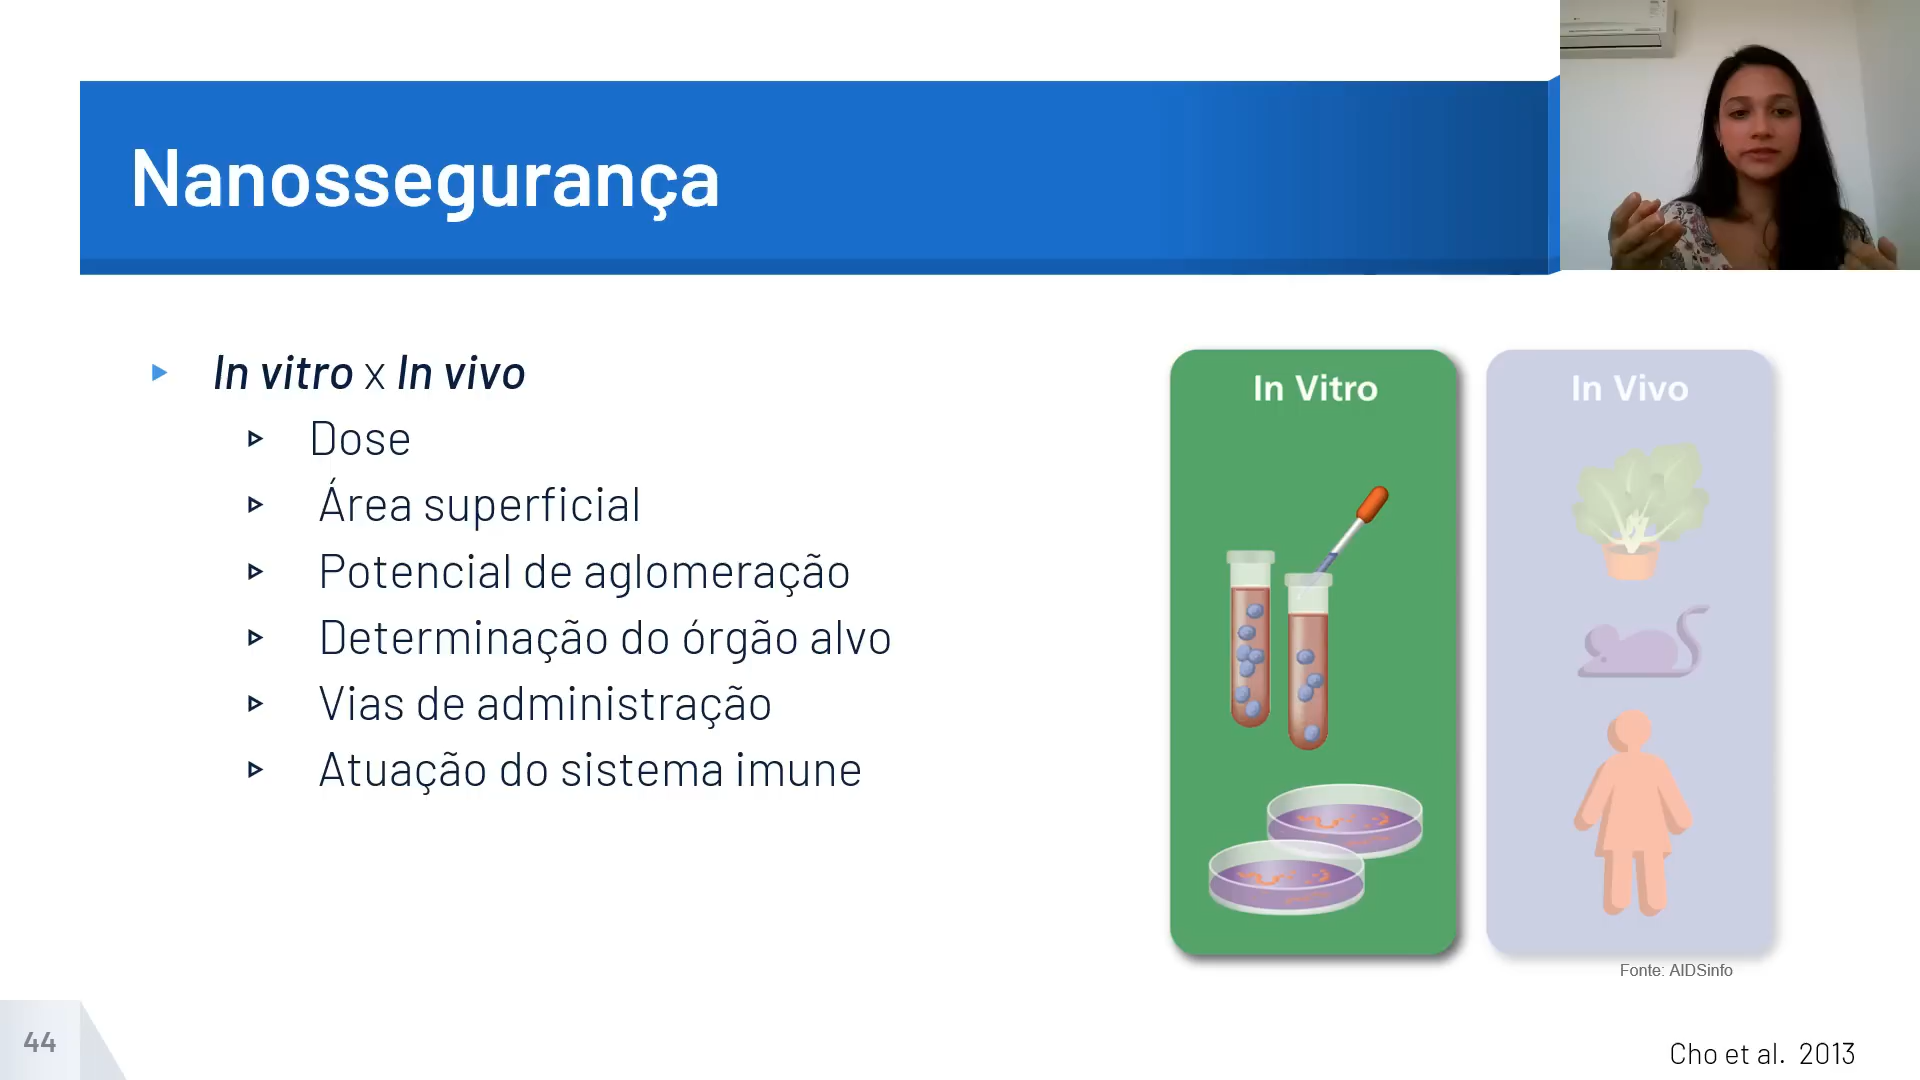 Nanossegurança
In vitro x In vivo
Dose
Área superficial
Potencial de aglomeração
Determinação do órgão alvo
Vias de administração
Atuação do sistema imune
In Vitro
In Vivo
Fonte: AIDSinfo
44
Cho et al. 2013